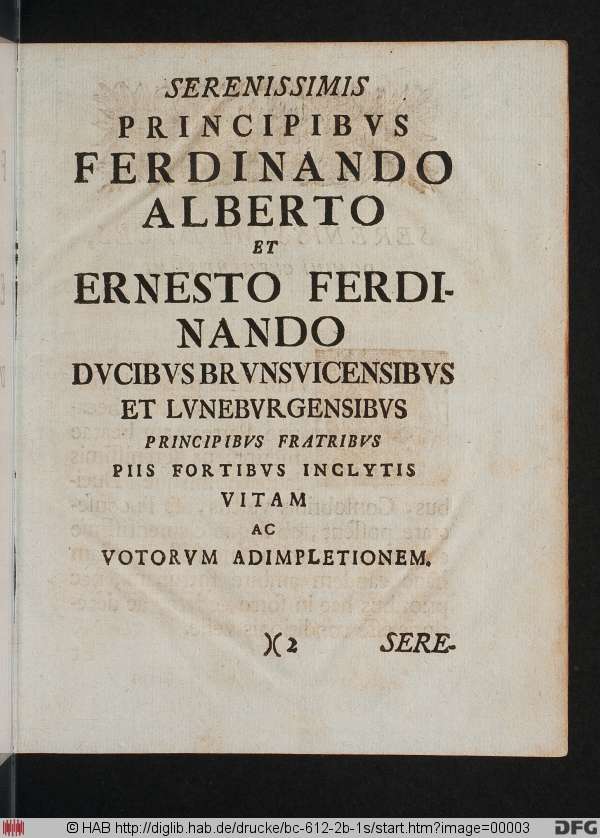 SERENISSIMIS
PRINCIPIBVS
FERDINANDO
ALBERTO
ET
ERNESTO FERDI-
NANDO
DVCIBVS BRVNSVICENSIBVS
ET LVNEBVRGENSIBVS
PRINCIPIBVS FRATRIBVS
PIIS FORTIBVS INCLYTIS
VITAM
AC
VOTORVM ADIMPLETIONEM.
)(2 SERE-
© HAB http://diglib.hab.de/drucke/bc-612-2b-1s/start.htm?image=00003
DFG